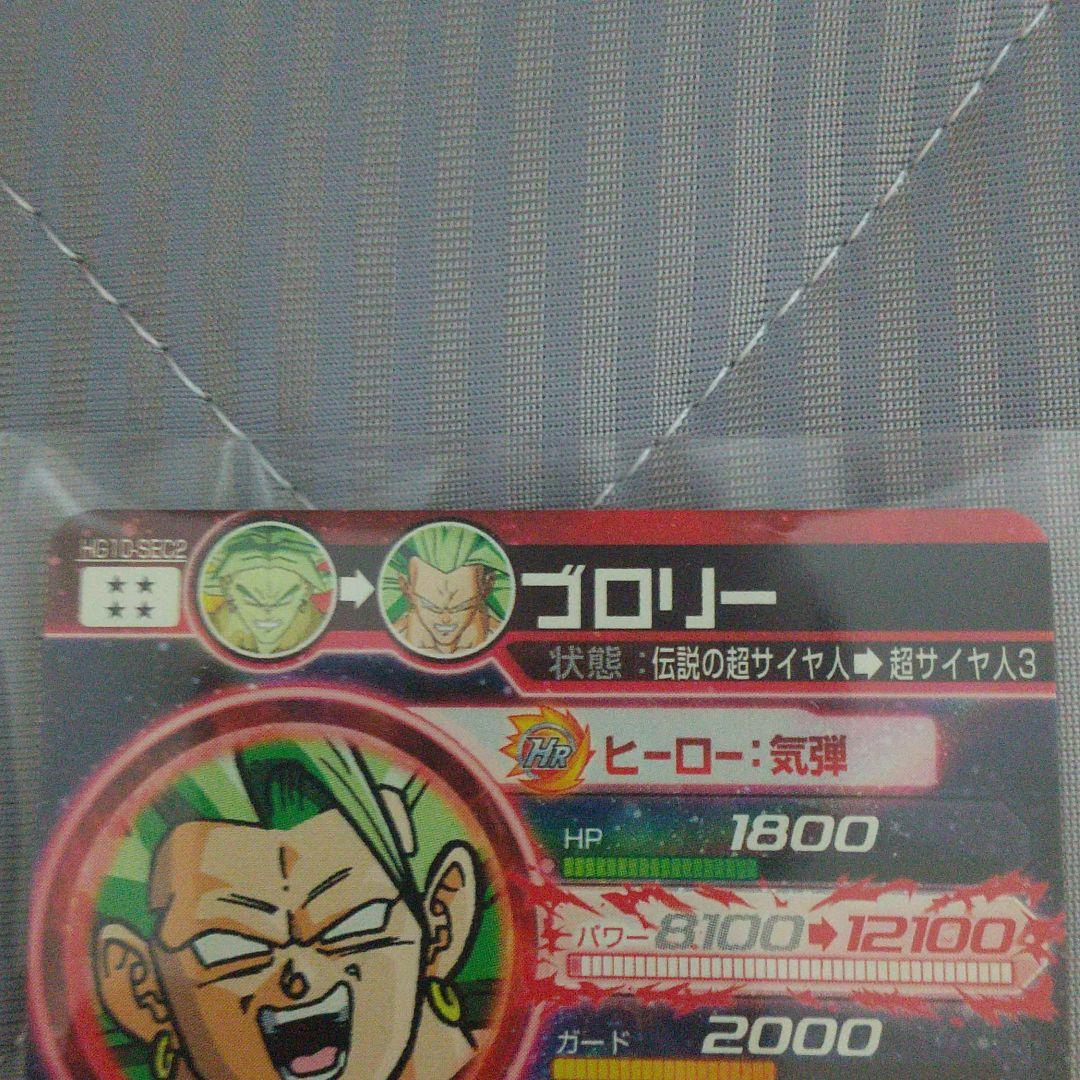 HG10-SEC2
ゴロリー
状態：伝説の超サイヤ人➡超サイヤ人3
HR
ヒーロー：気弾
HP 1800
パワー 8100➡12100
ガード 2000